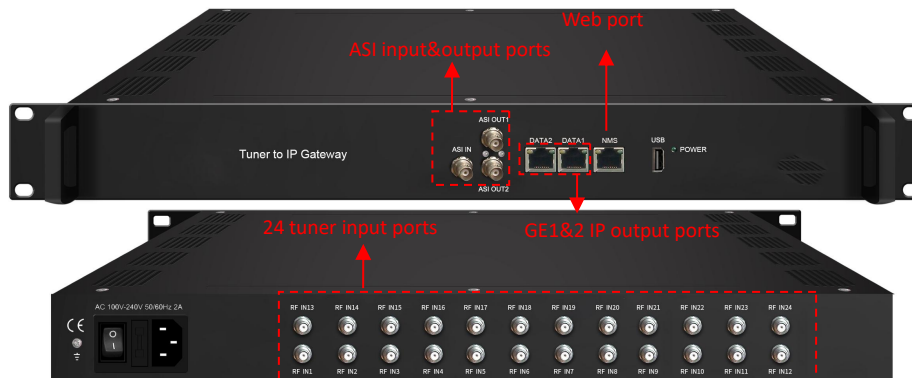 Web port
ASI input&output ports
ASI OUT1
DATA2 DATA1 NMS USB
ASI IN
POWER
Tuner to IP Gateway
ASI OUT2
24 tuner input ports
GE1&2 IP output ports
AC 100V-240V 50/60Hz 2A
RF IN13 RF IN14 RF IN15 RF IN16 RF IN17 RF IN18 RF IN19 RF IN20 RF IN21 RF IN22 RF IN23 RF IN24
CE
O
I
RF IN1 RF IN2 RF IN3 RF IN4 RF IN5 RF IN6 RF IN7 RF IN8 RF IN9 RF IN10 RF IN11 RF IN12